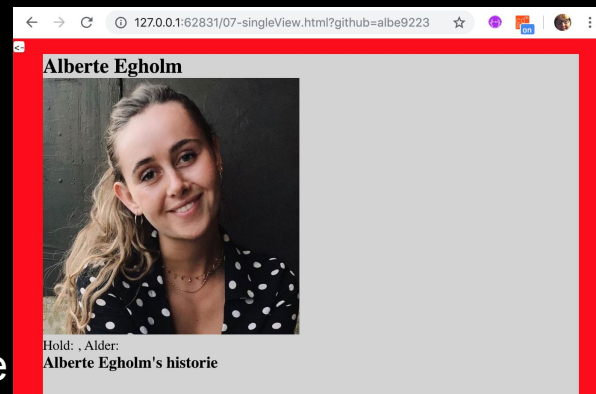 127.0.0.1:62831/07-singleView.html?github=albe9223
on
<-
Alberte Egholm
Hold: , Alder:
Alberte Egholm's historie
e